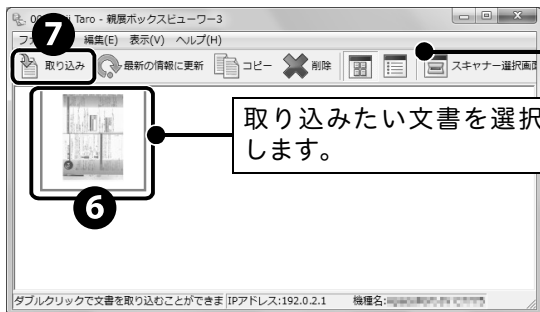 Taro - 親展ボックスビューワー3
編集(E) 表示(V) ヘルプ(H)
7
取り込み 最新の情報に更新 コピー 削除 スキャナー選択画面
取り込みたい文書を選択
します。
6
ダブルクリックで文書を取り込むことができま IPアドレス:192.0.2.1 機種名: